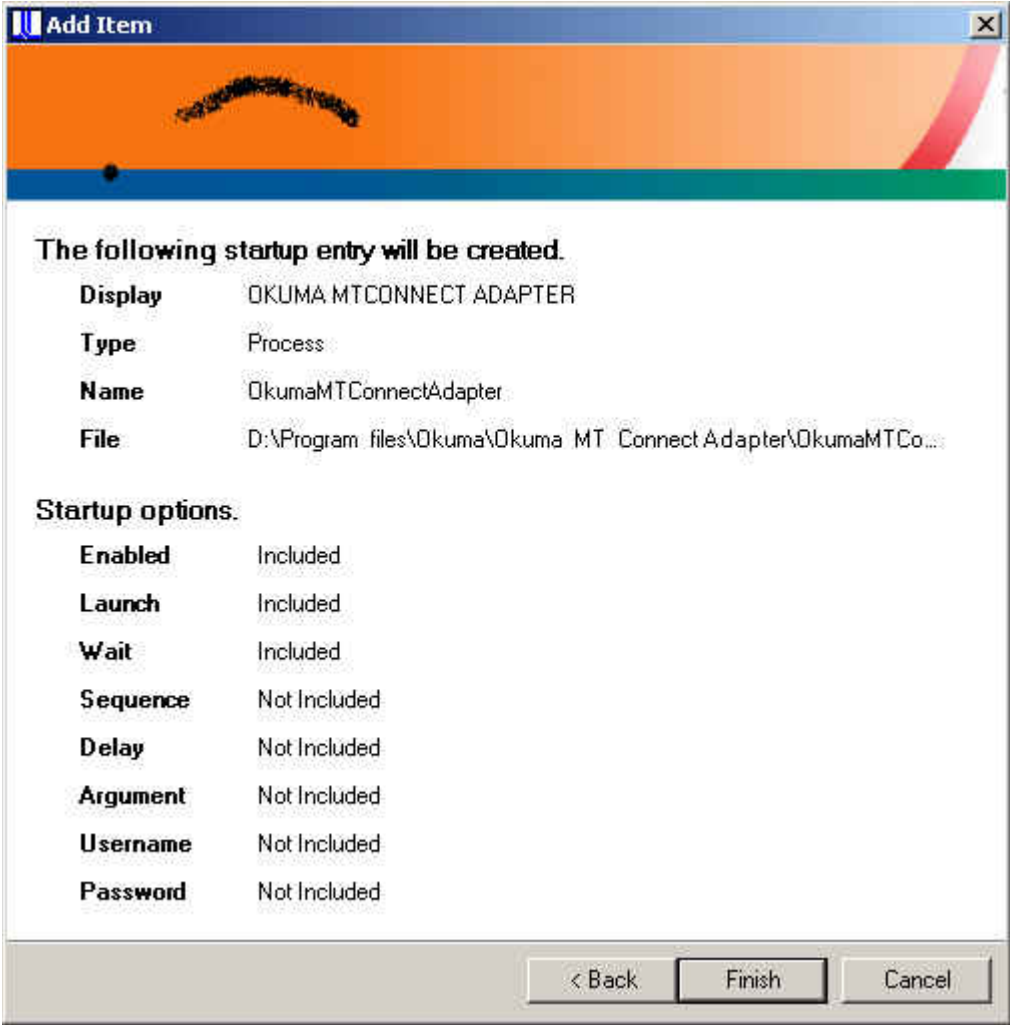 Add Item
The following startup entry will be created.
Display OKUMA MTCONNECT ADAPTER
Type Process
Name OkumaMTConnectAdapter
File D:\Program files\Okuma\Okuma MT Connect Adapter\OkumaMTCo...
Startup options.
Enabled Included
Launch Included
Wait Included
Sequence Not Included
Delay Not Included
Argument Not Included
Username Not Included
Password Not Included
< Back Finish Cancel